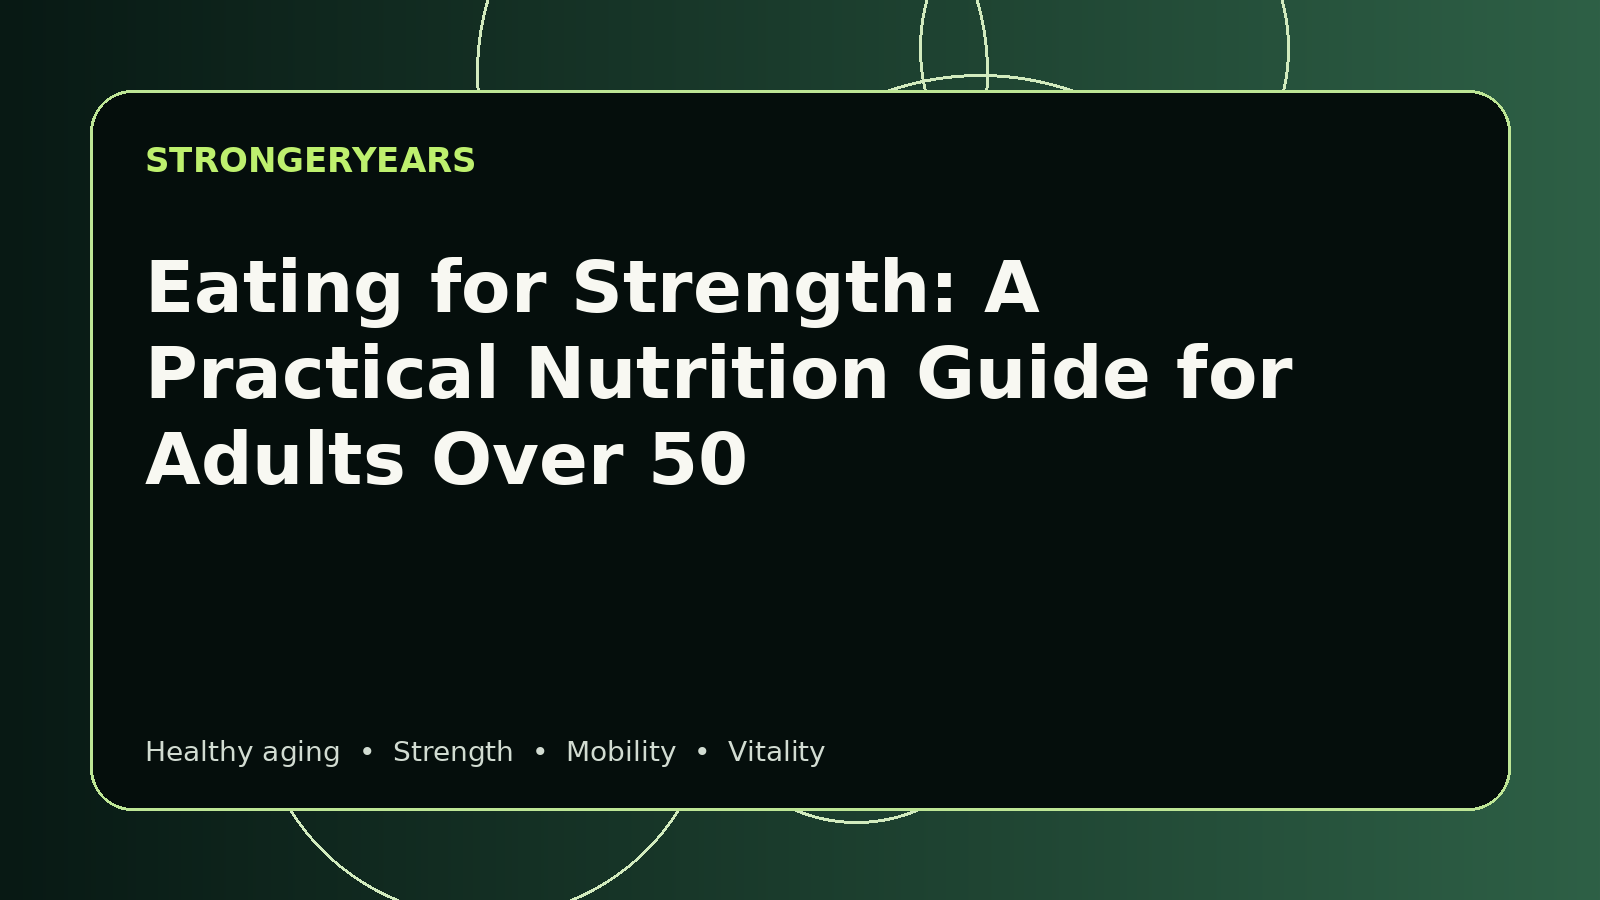 STRONGERYEARS
Eating for Strength: A
Practical Nutrition Guide for
Adults Over 50
Healthy aging • Strength • Mobility • Vitality